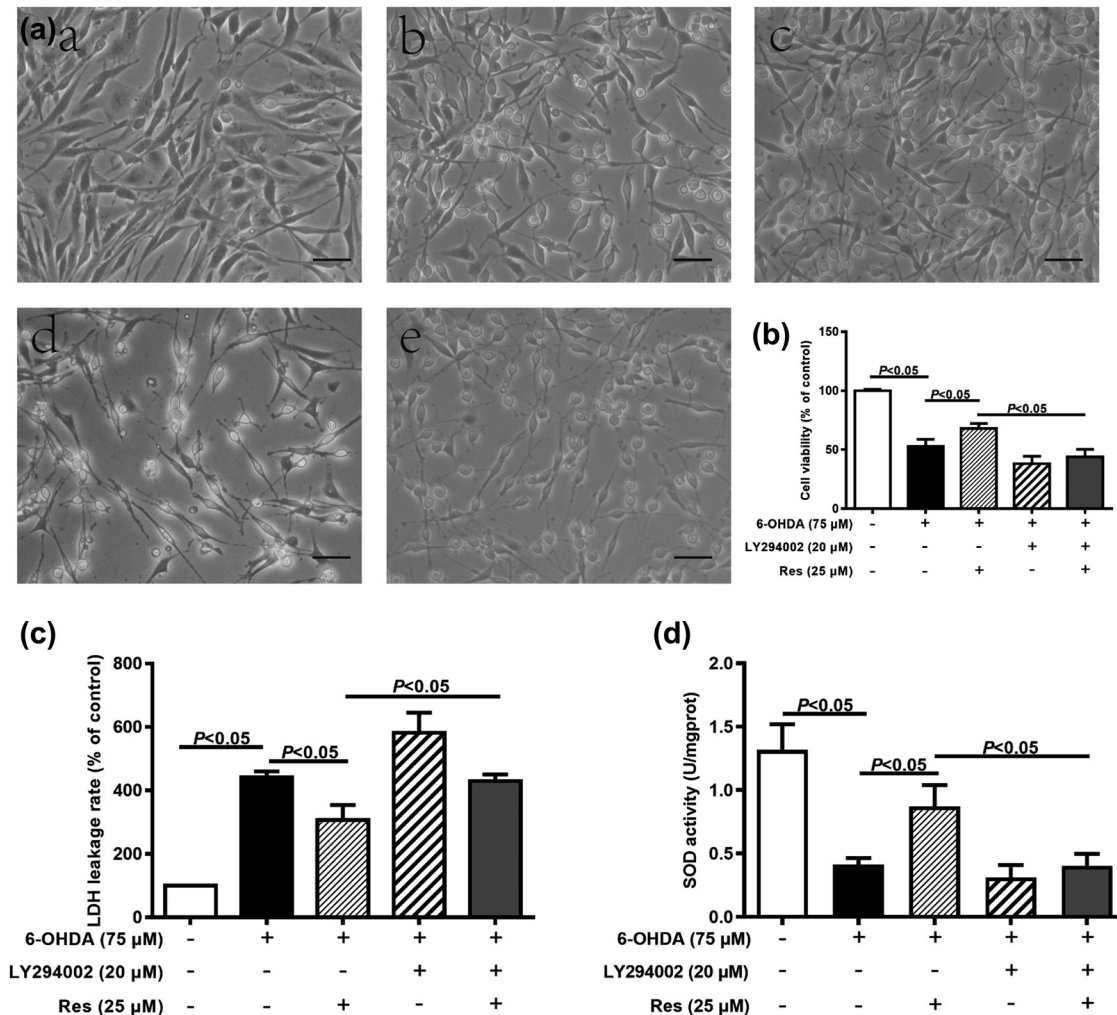 (a) a
b
c
d
e
(b)
Cell viability (% of control)
150
100
50
0
P<0.05
P<0.05
P<0.05
6-OHDA (75 μM) - + + + +
LY294002 (20 μM) - - - + +
Res (25 μM) - - + - +
(c)
LDH leakage rate (% of control)
800
600
400
200
0
P<0.05
P<0.05
P<0.05
6-OHDA (75 μM) - + + + +
LY294002 (20 μM) - - - + +
Res (25 μM) - - + - +
(d)
SOD activity (U/mgprot)
2.0
1.5
1.0
0.5
0.0
P<0.05
P<0.05
P<0.05
6-OHDA (75 μM) - + + + +
LY294002 (20 μM) - - - + +
Res (25 μM) - - + - +